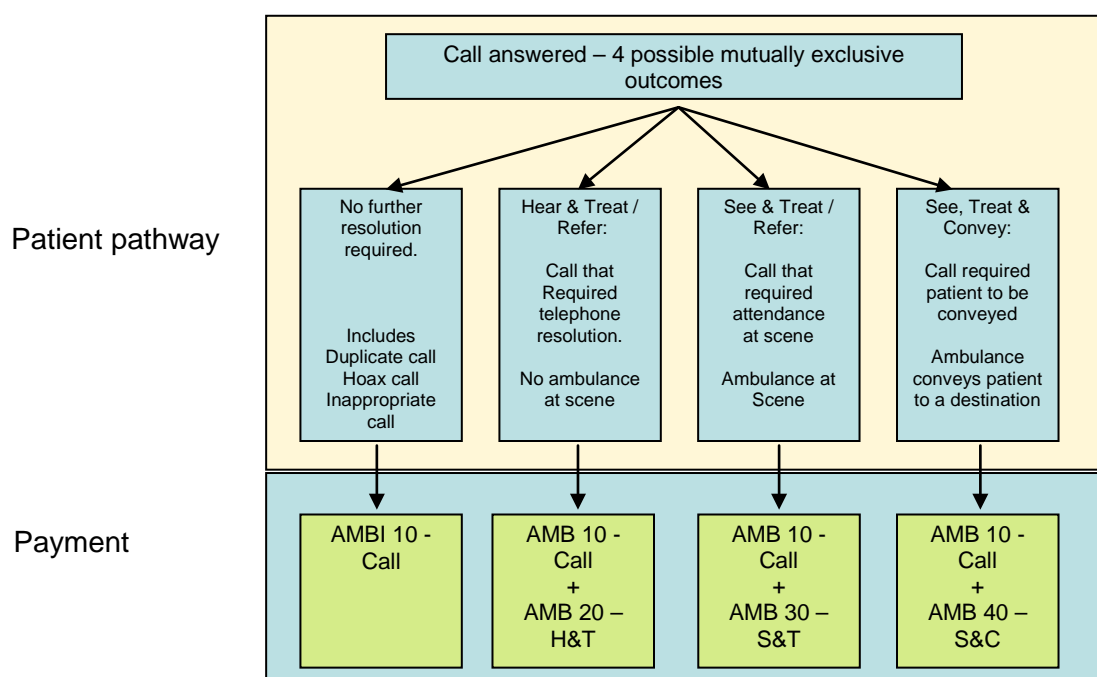 Call answered – 4 possible mutually exclusive
outcomes
Patient pathway
No further
resolution
required.
Includes
Duplicate call
Hoax call
Inappropriate
call
Hear & Treat /
Refer:
Call that
Required
telephone
resolution.
No ambulance
at scene
See & Treat /
Refer:
Call that
required
attendance
at scene
Ambulance at
Scene
See, Treat &
Convey:
Call required
patient to be
conveyed
Ambulance
conveys patient
to a destination
Payment
AMBI 10 -
Call
AMB 10 -
Call
+
AMB 20 –
H&T
AMB 10 -
Call
+
AMB 30 –
S&T
AMB 10 -
Call
+
AMB 40 –
S&C